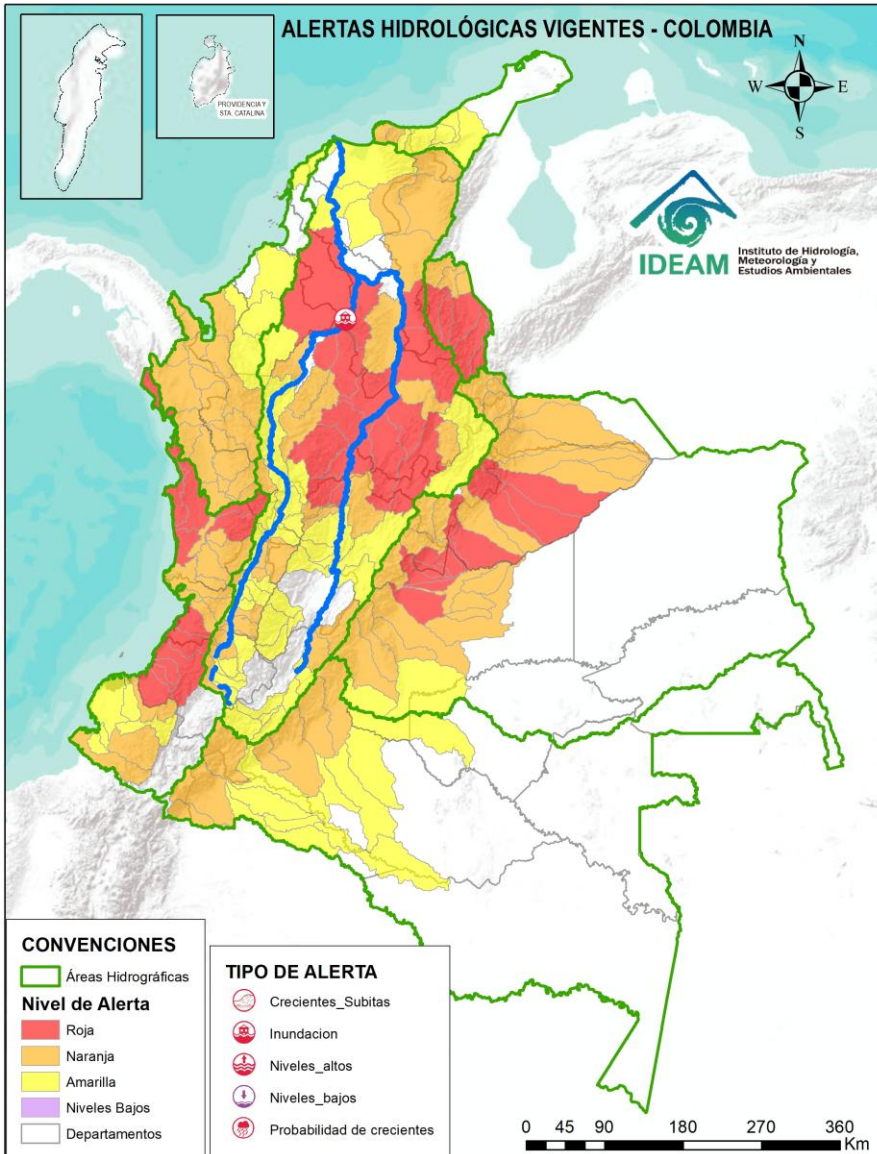 ALERTAS HIDROLÓGICAS VIGENTES - COLOMBIA
PROVIDENCIA Y
STA. CATALINA
N
W
E
S
IDEAM
Instituto de Hidrología,
Meteorología y
Estudios Ambientales
CONVENCIONES
Áreas Hidrográficas
Nivel de Alerta
Roja
Naranja
Amarilla
Niveles Bajos
Departamentos
TIPO DE ALERTA
Crecientes_Subitas
Inundacion
Niveles_altos
Niveles_bajos
Probabilidad de crecientes
0 45 90 180 270 360
Km